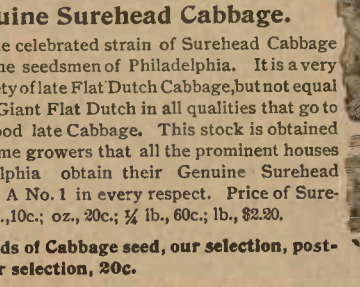 uine Surehead Cabbage.
e celebrated strain of Surehead Cabbage
ne seedsmen of Philadelphia. It is a very
ety of late Flat Dutch Cabbage, but not equal
Giant Flat Dutch in all qualities that go to
ood late Cabbage. This stock is obtained
me growers that all the prominent houses
elphia obtain their Genuine Surehead
A No. 1 in every respect. Price of Sure-
.,10c.; oz., 20c.; ¼ lb., 60c.; lb., $2.20.
ds of Cabbage seed, our selection, post-
r selection, 20c.